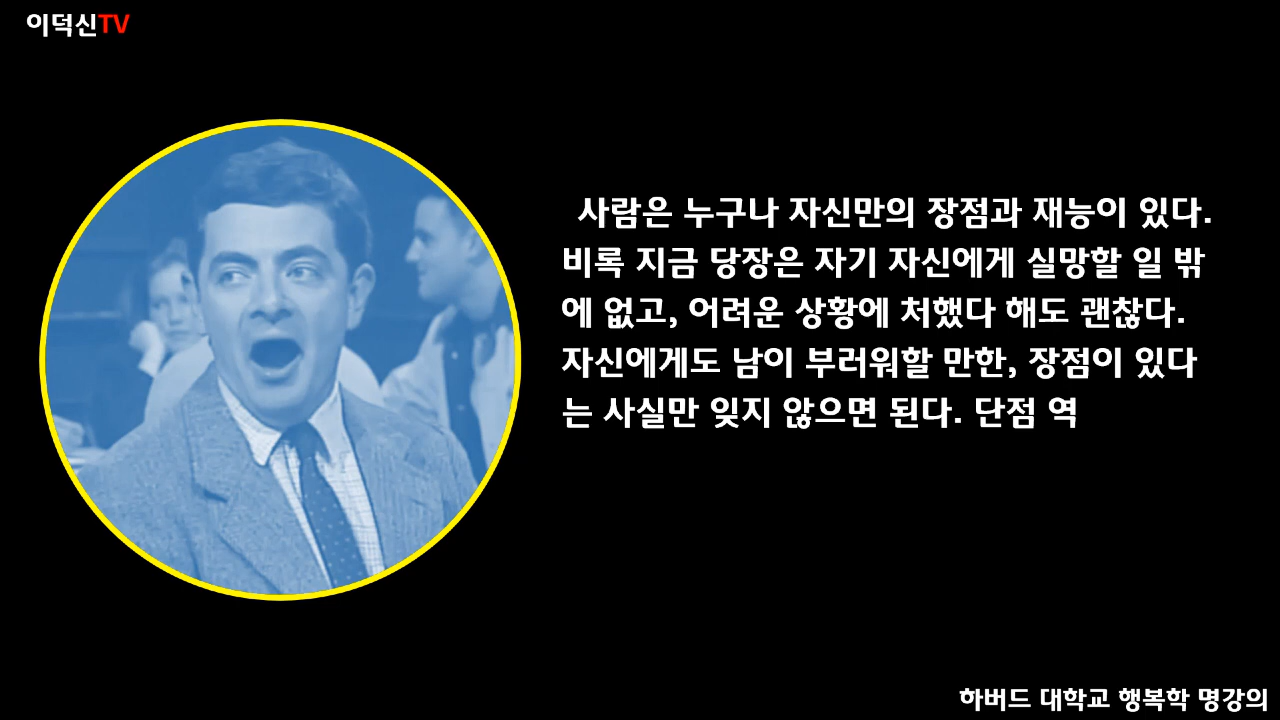 이덕신TV
사람은 누구나 자신만의 장점과 재능이 있다.
비록 지금 당장은 자기 자신에게 실망할 일 밖
에 없고, 어려운 상황에 처했다 해도 괜찮다.
자신에게도 남이 부러워할 만한, 장점이 있다
는 사실만 잊지 않으면 된다. 단점 역
하버드 대학교 행복학 명강의